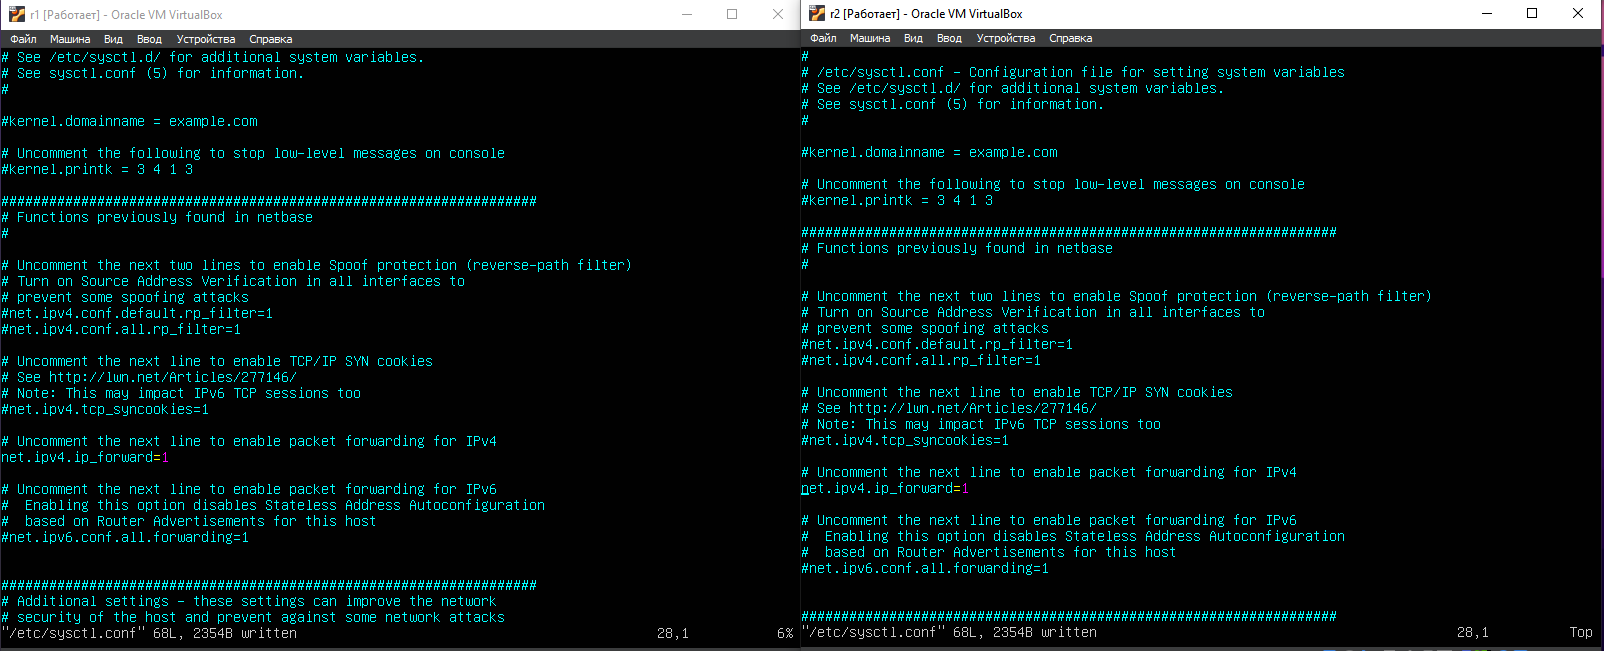 r1 [Работает] - Oracle VM VirtualBox
Файл Машина Вид Ввод Устройства Справка
# See /etc/sysctl.d/ for additional system variables.
# See sysctl.conf (5) for information.
#
#kernel.domainname = example.com
# Uncomment the following to stop low-level messages on console
#kernel.printk = 3 4 1 3
###################################################################
# Functions previously found in netbase
#
# Uncomment the next two lines to enable Spoof protection (reverse-path filter)
# Turn on Source Address Verification in all interfaces to
# prevent some spoofing attacks
#net.ipv4.conf.default.rp_filter=1
#net.ipv4.conf.all.rp_filter=1
# Uncomment the next line to enable TCP/IP SYN cookies
# See http://lwn.net/Articles/277146/
# Note: This may impact IPv6 TCP sessions too
#net.ipv4.tcp_syncookies=1
# Uncomment the next line to enable packet forwarding for IPv4
net.ipv4.ip_forward=1
# Uncomment the next line to enable packet forwarding for IPv6
#  Enabling this option disables Stateless Address Autoconfiguration
#  based on Router Advertisements for this host
#net.ipv6.conf.all.forwarding=1
###################################################################
# Additional settings - these settings can improve the network
# security of the host and prevent against some network attacks
"/etc/sysctl.conf" 68L, 2354B written 28,1 6%
r2 [Работает] - Oracle VM VirtualBox
Файл Машина Вид Ввод Устройства Справка
#
# /etc/sysctl.conf - Configuration file for setting system variables
# See /etc/sysctl.d/ for additional system variables.
# See sysctl.conf (5) for information.
#
#kernel.domainname = example.com
# Uncomment the following to stop low-level messages on console
#kernel.printk = 3 4 1 3
###################################################################
# Functions previously found in netbase
#
# Uncomment the next two lines to enable Spoof protection (reverse-path filter)
# Turn on Source Address Verification in all interfaces to
# prevent some spoofing attacks
#net.ipv4.conf.default.rp_filter=1
#net.ipv4.conf.all.rp_filter=1
# Uncomment the next line to enable TCP/IP SYN cookies
# See http://lwn.net/Articles/277146/
# Note: This may impact IPv6 TCP sessions too
#net.ipv4.tcp_syncookies=1
# Uncomment the next line to enable packet forwarding for IPv4
net.ipv4.ip_forward=1
# Uncomment the next line to enable packet forwarding for IPv6
#  Enabling this option disables Stateless Address Autoconfiguration
#  based on Router Advertisements for this host
#net.ipv6.conf.all.forwarding=1
###################################################################
"/etc/sysctl.conf" 68L, 2354B written 28,1 Top